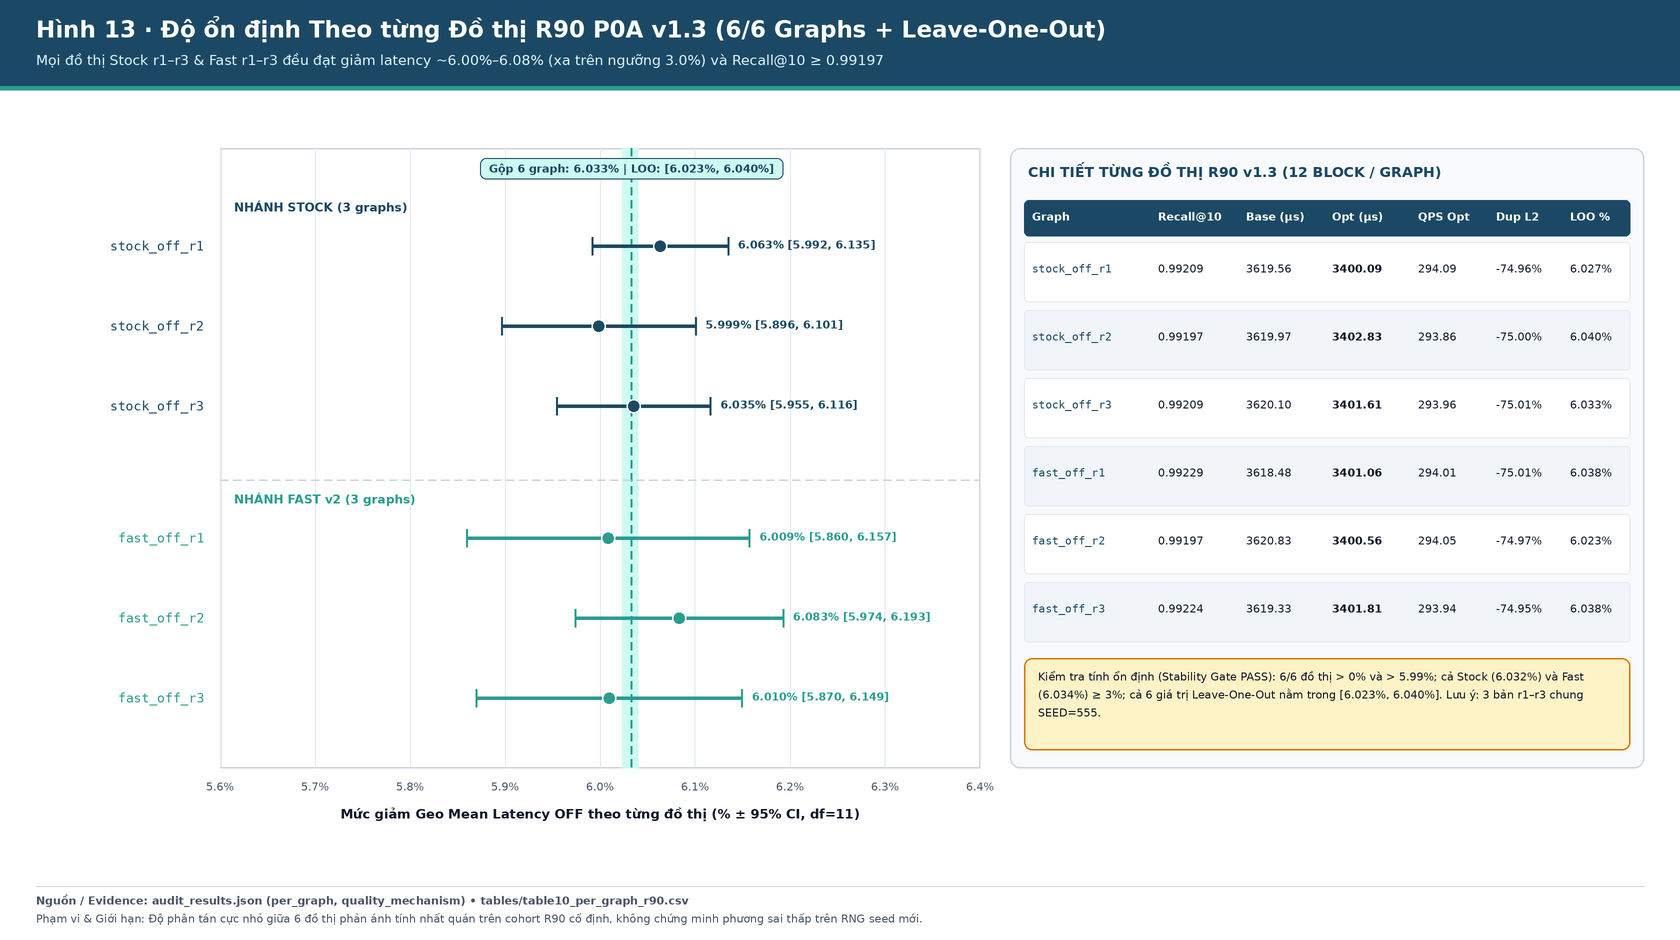 Hình 13 · Độ ổn định Theo từng Đồ thị R90 P0A v1.3 (6/6 Graphs + Leave-One-Out)
Mọi đồ thị Stock r1–r3 & Fast r1–r3 đều đạt giảm latency ~6.00%–6.08% (xa trên ngưỡng 3.0%) và Recall@10 ≥ 0.99197
Gộp 6 graph: 6.033% | LOO: [6.023%, 6.040%]
NHÁNH STOCK (3 graphs)
stock_off_r1
6.063% [5.992, 6.135]
stock_off_r2
5.999% [5.896, 6.101]
stock_off_r3
6.035% [5.955, 6.116]
NHÁNH FAST v2 (3 graphs)
fast_off_r1
6.009% [5.860, 6.157]
fast_off_r2
6.083% [5.974, 6.193]
fast_off_r3
6.010% [5.870, 6.149]
5.6% 5.7% 5.8% 5.9% 6.0% 6.1% 6.2% 6.3% 6.4%
Mức giảm Geo Mean Latency OFF theo từng đồ thị (% ± 95% CI, df=11)
CHI TIẾT TỪNG ĐỒ THỊ R90 v1.3 (12 BLOCK / GRAPH)
Graph Recall@10 Base (µs) Opt (µs) QPS Opt Dup L2 LOO %
stock_off_r1 0.99209 3619.56 3400.09 294.09 -74.96% 6.027%
stock_off_r2 0.99197 3619.97 3402.83 293.86 -75.00% 6.040%
stock_off_r3 0.99209 3620.10 3401.61 293.96 -75.01% 6.033%
fast_off_r1 0.99229 3618.48 3401.06 294.01 -75.01% 6.038%
fast_off_r2 0.99197 3620.83 3400.56 294.05 -74.97% 6.023%
fast_off_r3 0.99224 3619.33 3401.81 293.94 -74.95% 6.038%
Kiểm tra tính ổn định (Stability Gate PASS): 6/6 đồ thị > 0% và > 5.99%; cả Stock (6.032%) và Fast
(6.034%) ≥ 3%; cả 6 giá trị Leave-One-Out nằm trong [6.023%, 6.040%]. Lưu ý: 3 bản r1–r3 chung
SEED=555.
Nguồn / Evidence: audit_results.json (per_graph, quality_mechanism) • tables/table10_per_graph_r90.csv
Phạm vi & Giới hạn: Độ phân tán cực nhỏ giữa 6 đồ thị phản ánh tính nhất quán trên cohort R90 cố định, không chứng minh phương sai thấp trên RNG seed mới.